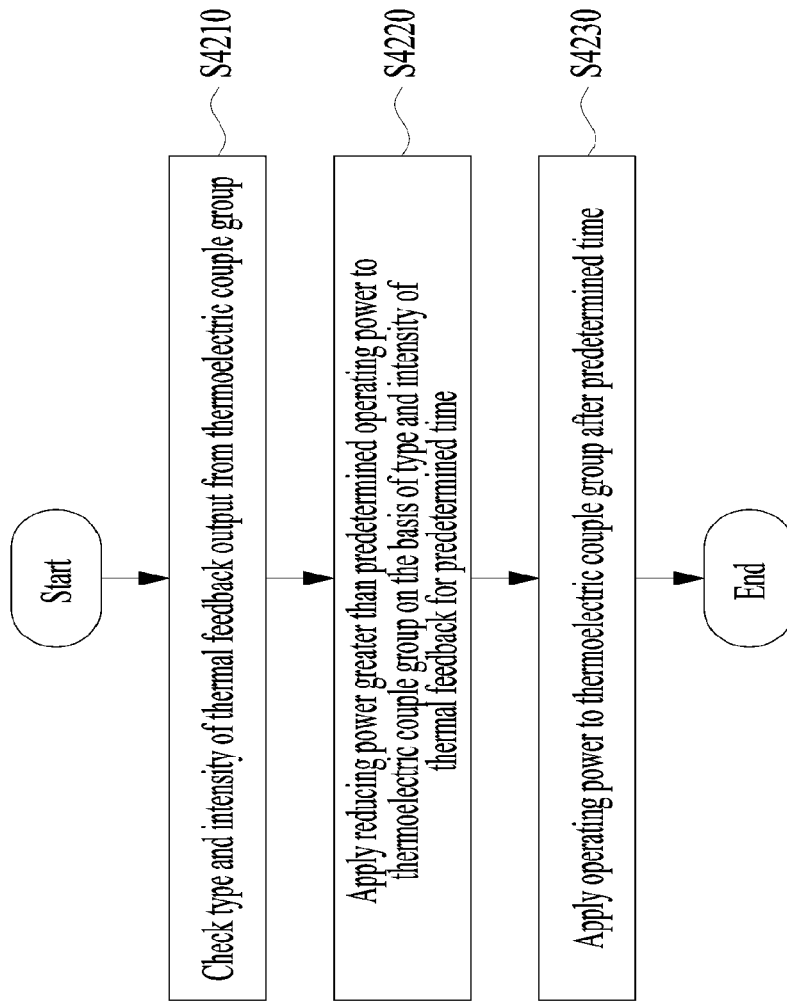 Start
Check type and intensity of thermal feedback output from thermoelectric couple group
S4210
Apply reducing power greater than predetermined operating power to
thermoelectric couple group on the basis of type and intensity of
thermal feedback for predetermined time
S4220
Apply operating power to thermoelectric couple group after predetermined time
S4230
End